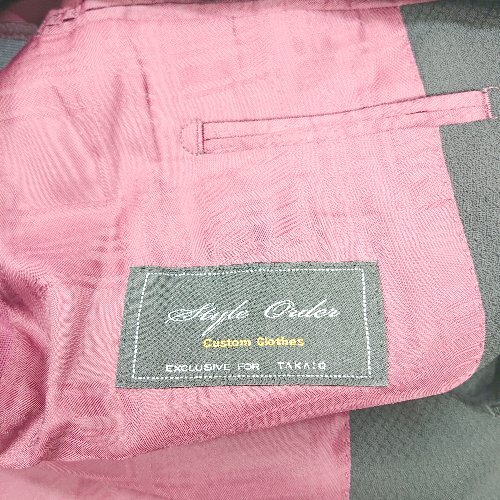 Style Order
Custom Clothes
EXCLUSIVE FOR TAKA:Q